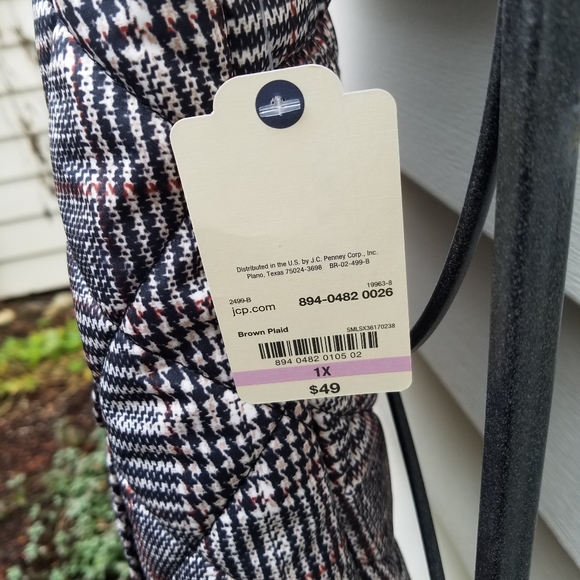 Distributed in the U.S. by J.C. Penney Corp., Inc.
Plano, Texas 75024-3698 BR-02-499-B
2499-B 19963-8
jcp.com 894-0482 0026
Brown Plaid SMLSX36170238
894 0482 0105 02
1X
$49